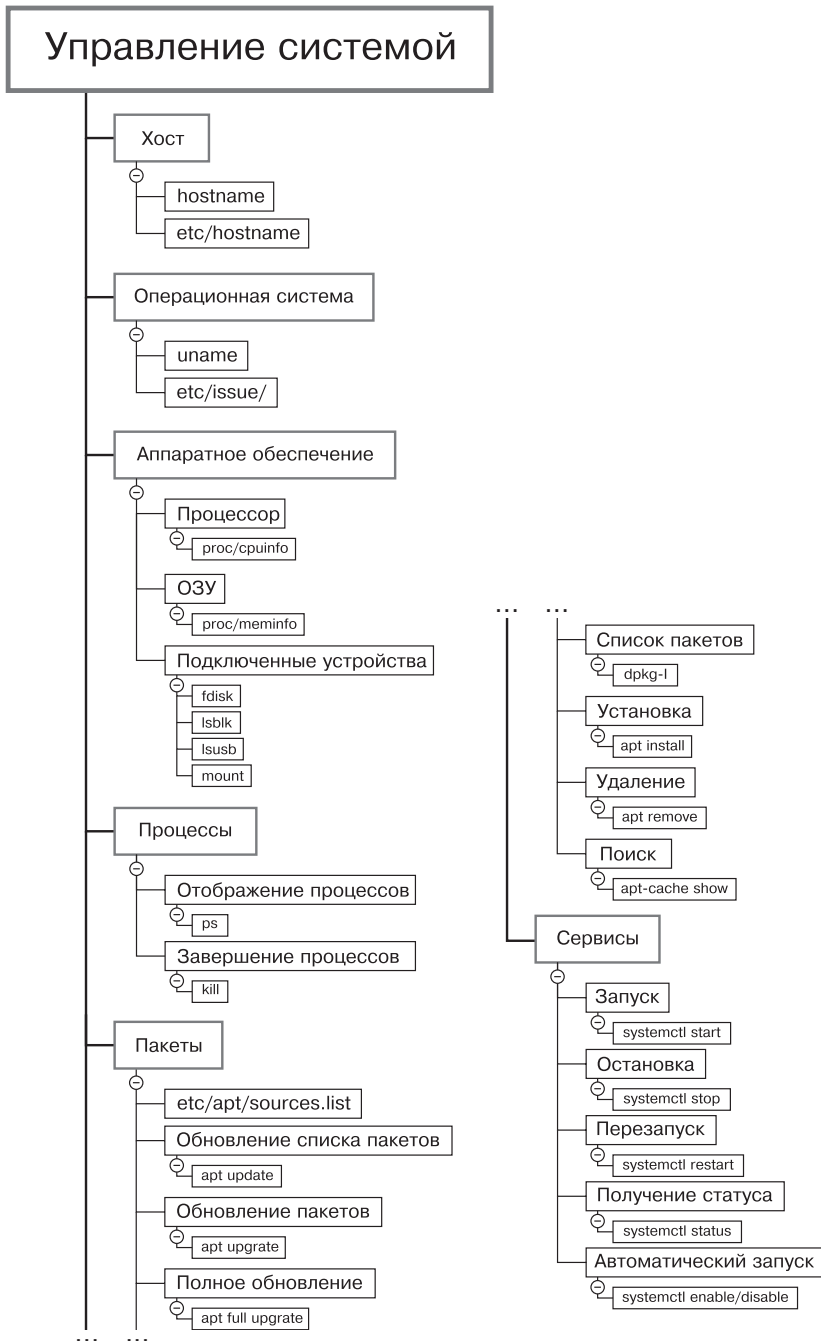 Управление системой
Хост
hostname
etc/hostname
Операционная система
uname
etc/issue/
Аппаратное обеспечение
Процессор
proc/cpuinfo
ОЗУ
proc/meminfo
Подключенные устройства
fdisk
lsblk
lsusb
mount
Процессы
Отображение процессов
ps
Завершение процессов
kill
Пакеты
etc/apt/sources.list
Обновление списка пакетов
apt update
Обновление пакетов
apt upgrate
Полное обновление
apt full upgrate
... ...
... ...
Список пакетов
dpkg-l
Установка
apt install
Удаление
apt remove
Поиск
apt-cache show
Сервисы
Запуск
systemctl start
Остановка
systemctl stop
Перезапуск
systemctl restart
Получение статуса
systemctl status
Автоматический запуск
systemctl enable/disable